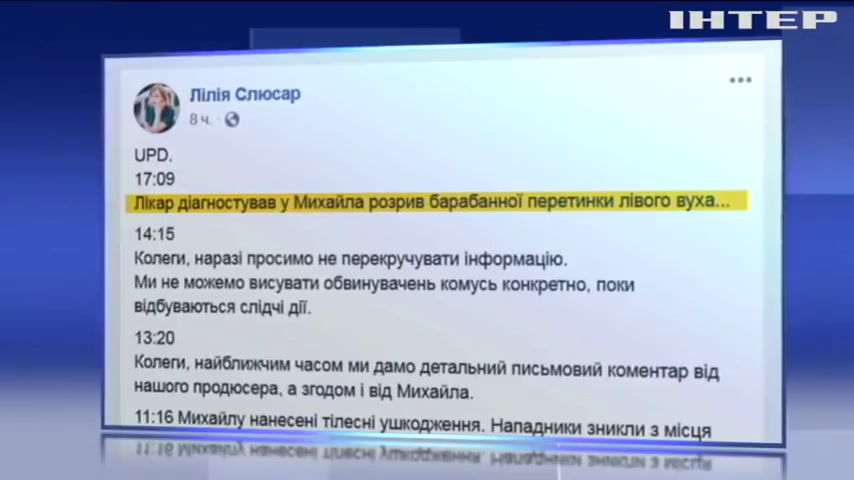 ІНТЕР
Лілія Слюсар
8 ч. ·
UPD.
17:09
Лікар діагностував у Михайла розрив барабанної перетинки лівого вуха...
14:15
Колеги, наразі просимо не перекручувати інформацію.
Ми не можемо висувати обвинувачень комусь конкретно, поки
відбуваються слідчі дії.
13:20
Колеги, найближчим часом ми дамо детальний письмовий коментар від
нашого продюсера, а згодом і від Михайла.
11:16 Михайлу нанесені тілесні ушкодження. Нападники зникли з місця